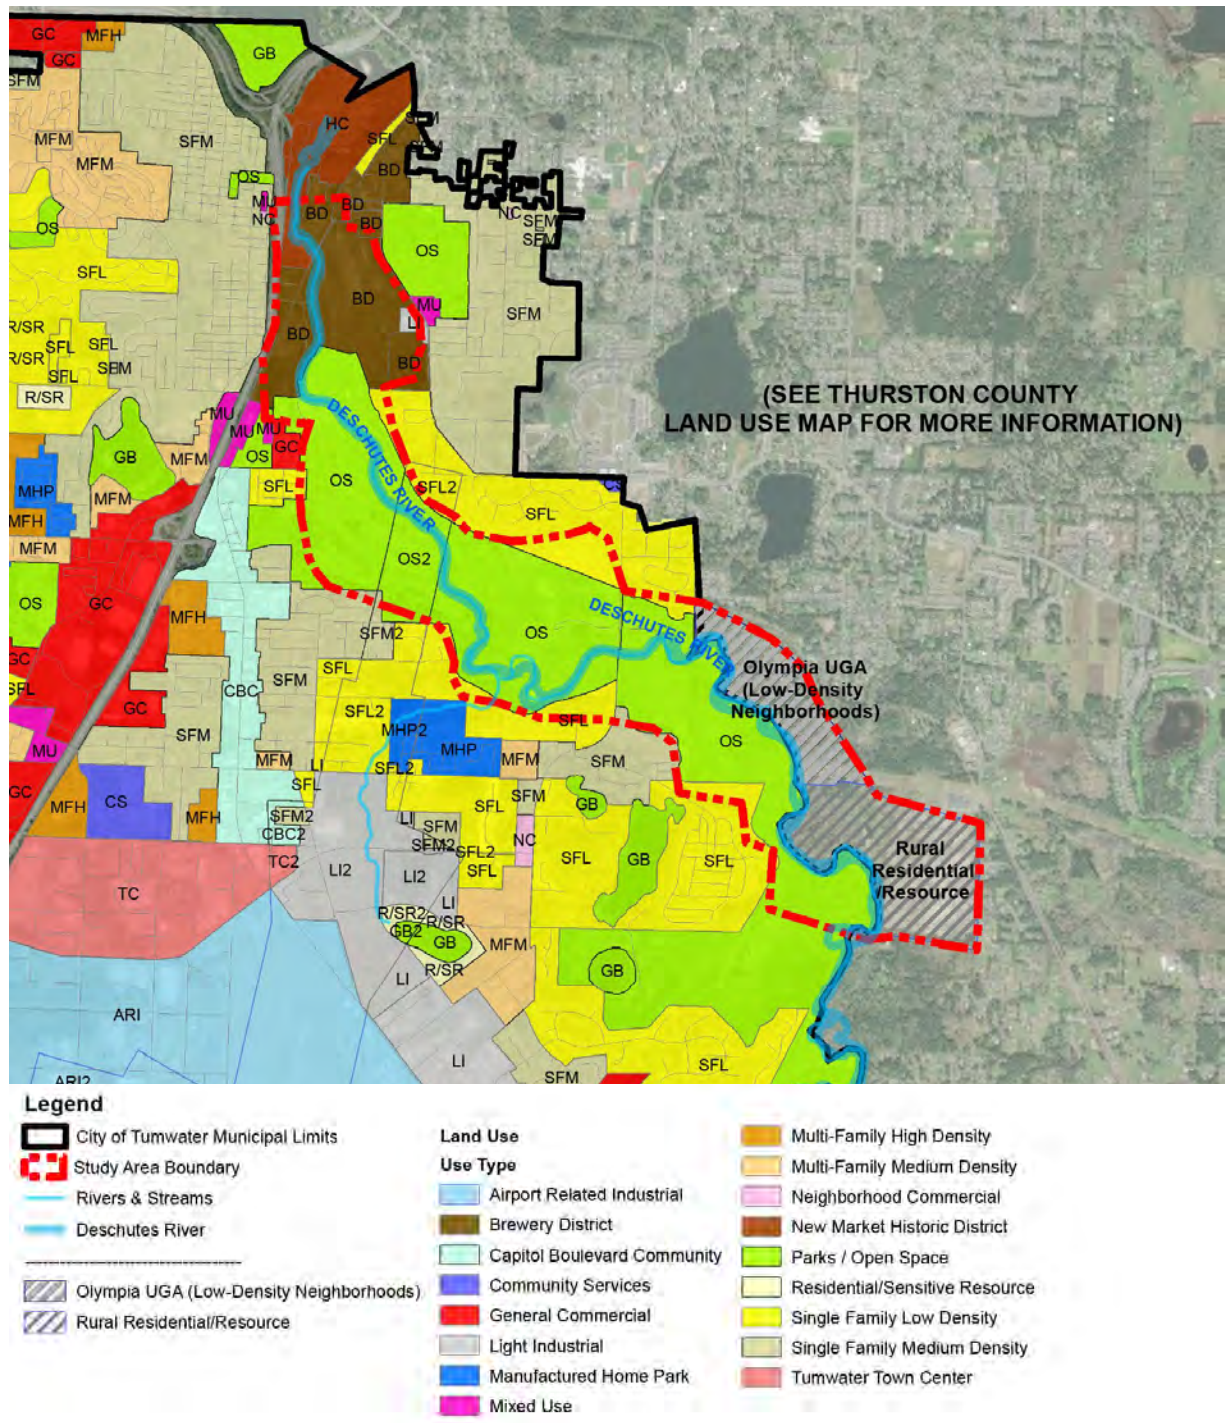 GC
MFH
GB
GC
SFM
SFM
HC
SFM
SFL
SFM
MFM
MFM
BD
OS
MU
NC
BD
BD
BD
NC
SFM
SFM
OS
OS
SFL
BD
MU
LI
SFM
R/SR
SFL
SFL
BD
R/SR
SFM
SFL
BD
R/SR
(SEE THURSTON COUNTY
LAND USE MAP FOR MORE INFORMATION)
MU
MU
MU
DESCHUTES RIVER
GC
OS
GB
MFM
OS
SFL
SFL2
CS
MHP
MFM
SFL
MFH
MFM
OS2
OS
GC
MFH
DESCHUTES RIVER
SFM2
OS
GC
SFL
SFM
SFL
CBC
Olympia UGA
(Low-Density
Neighborhoods)
GC
SFL2
SFL
SFM
MHP2
MHP
OS
MU
MFM
LI
SFL2
MFM
SFM
GC
MFH
CS
SFL
SFM
SFL
GB
MFH
SFM2
CBC2
LI
SFM
SFM2
NC
SFL2
SFL
GB
SFL
Rural
Residential
/Resource
TC2
LI2
LI2
SFL
TC
LI
R/SR2
R/SR
GB2
GB
MFM
R/SR
LI
GB
ARI
LI
SFM
SFL
ARI2
Legend
City of Tumwater Municipal Limits
Study Area Boundary
Rivers & Streams
Deschutes River
Olympia UGA (Low-Density Neighborhoods)
Rural Residential/Resource
Land Use
Use Type
Airport Related Industrial
Brewery District
Capitol Boulevard Community
Community Services
General Commercial
Light Industrial
Manufactured Home Park
Mixed Use
Multi-Family High Density
Multi-Family Medium Density
Neighborhood Commercial
New Market Historic District
Parks / Open Space
Residential/Sensitive Resource
Single Family Low Density
Single Family Medium Density
Tumwater Town Center